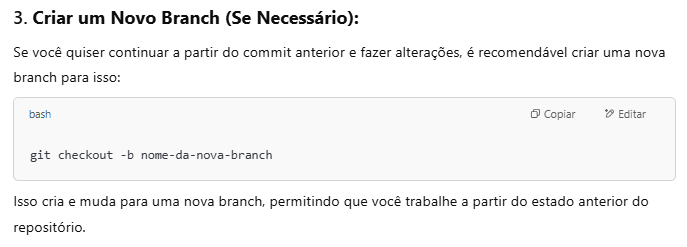 3. Criar um Novo Branch (Se Necessário):
Se você quiser continuar a partir do commit anterior e fazer alterações, é recomendável criar uma nova
branch para isso:
bash Copiar Editar
git checkout -b nome-da-nova-branch
Isso cria e muda para uma nova branch, permitindo que você trabalhe a partir do estado anterior do
repositório.